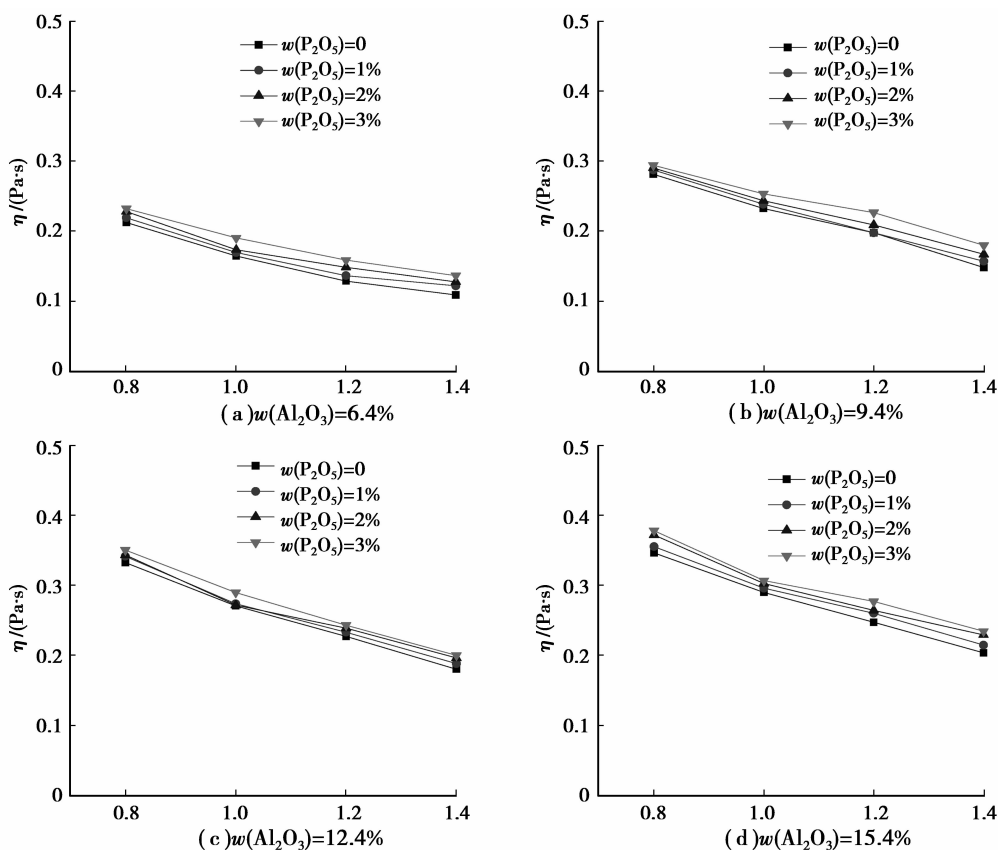 0.5
0.4
0.3
0.2
0.1
0
η/(Pa·s)
w(P₂O₅)=0
w(P₂O₅)=1%
w(P₂O₅)=2%
w(P₂O₅)=3%
0.8 1.0 1.2 1.4
(a)w(Al₂O₃)=6.4%
0.5
0.4
0.3
0.2
0.1
0
η/(Pa·s)
w(P₂O₅)=0
w(P₂O₅)=1%
w(P₂O₅)=2%
w(P₂O₅)=3%
0.8 1.0 1.2 1.4
(b)w(Al₂O₃)=9.4%
0.5
0.4
0.3
0.2
0.1
0
η/(Pa·s)
w(P₂O₅)=0
w(P₂O₅)=1%
w(P₂O₅)=2%
w(P₂O₅)=3%
0.8 1.0 1.2 1.4
(c)w(Al₂O₃)=12.4%
0.5
0.4
0.3
0.2
0.1
0
η/(Pa·s)
w(P₂O₅)=0
w(P₂O₅)=1%
w(P₂O₅)=2%
w(P₂O₅)=3%
0.8 1.0 1.2 1.4
(d)w(Al₂O₃)=15.4%